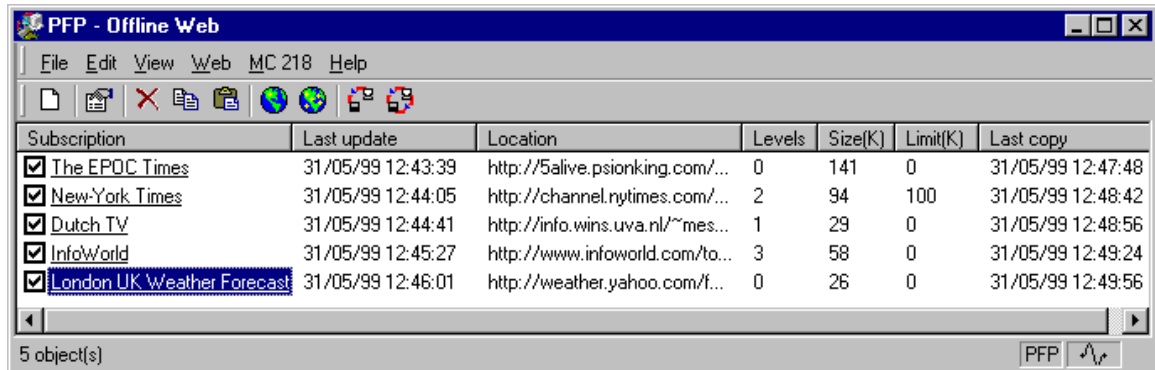 PFP - Offline Web
File Edit View Web MC 218 Help
Subscription Last update Location Levels Size(K) Limit(K) Last copy
The EPOC Times 31/05/99 12:43:39 http://5alive.psionking.com/... 0 141 0 31/05/99 12:47:48
New-York Times 31/05/99 12:44:05 http://channel.nytimes.com/... 2 94 100 31/05/99 12:48:42
Dutch TV 31/05/99 12:44:41 http://info.wins.uva.nl/~mes... 1 29 0 31/05/99 12:48:56
InfoWorld 31/05/99 12:45:27 http://www.infoworld.com/to... 3 58 0 31/05/99 12:49:24
London UK Weather Forecast 31/05/99 12:46:01 http://weather.yahoo.com/f... 0 26 0 31/05/99 12:49:56
5 object(s) PFP